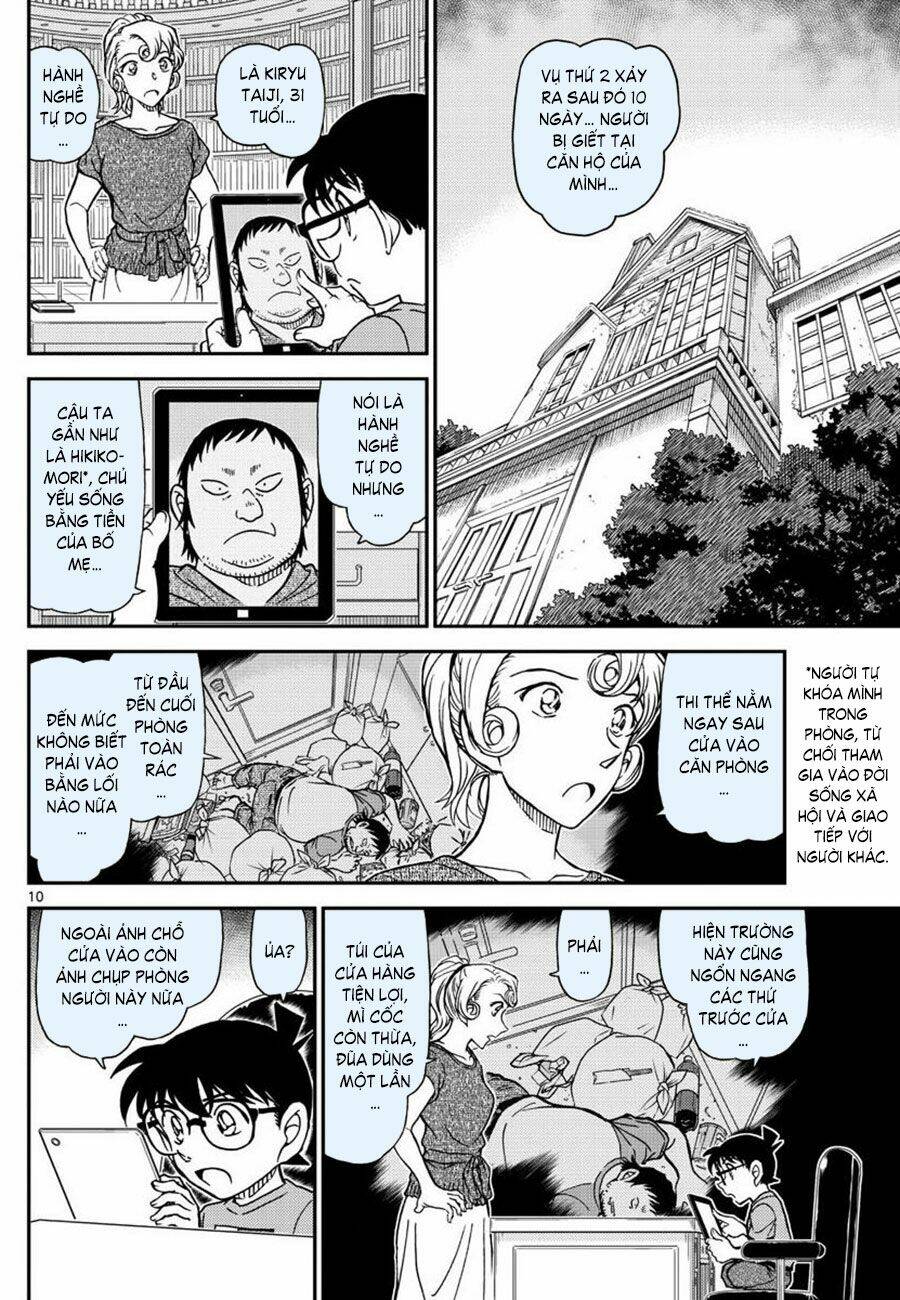 VỤ THỨ 2 XẢY
RA SAU ĐÓ 10
NGÀY... NGƯỜI
BỊ GIẾT TẠI
CĂN HỘ CỦA
MÌNH...
LÀ KIRYU
TAIJI, 31
TUỔI...
HÀNH
NGHỀ
TỰ DO
...
NÓI LÀ
HÀNH
NGHỀ
TỰ DO
NHƯNG
...
CẬU TA
GẦN NHƯ
LÀ HIKIKO-
MORI*, CHỦ
YẾU SỐNG
BẰNG TIỀN
CỦA BỐ
MẸ...
*NGƯỜI TỰ
KHÓA MÌNH
TRONG
PHÒNG, TỪ
CHỐI THAM
GIA VÀO ĐỜI
SỐNG XÃ
HỘI VÀ GIAO
TIẾP VỚI
NGƯỜI KHÁC.
THI THỂ NẰM
NGAY SAU
CỬA VÀO
CĂN PHÒNG
...
TỪ ĐẦU
ĐẾN CUỐI
PHÒNG TOÀN
RÁC
...
ĐẾN MỨC
KHÔNG BIẾT
PHẢI VÀO
BẰNG LỐI
NÀO NỮA
...
10
HIỆN TRƯỜNG
NÀY CŨNG
NGỔN NGANG
CÁC THỨ
TRƯỚC CỬA
...
PHẢI
...
TÚI CỦA
CỬA HÀNG
TIỆN LỢI,
MÌ CỐC
CÒN THỪA,
ĐŨA DÙNG
MỘT LẦN
...
ỦA?
NGOÀI ẢNH CHỖ
CỬA VÀO CÒN
ẢNH CHỤP PHÒNG
NGƯỜI NÀY NỮA
...